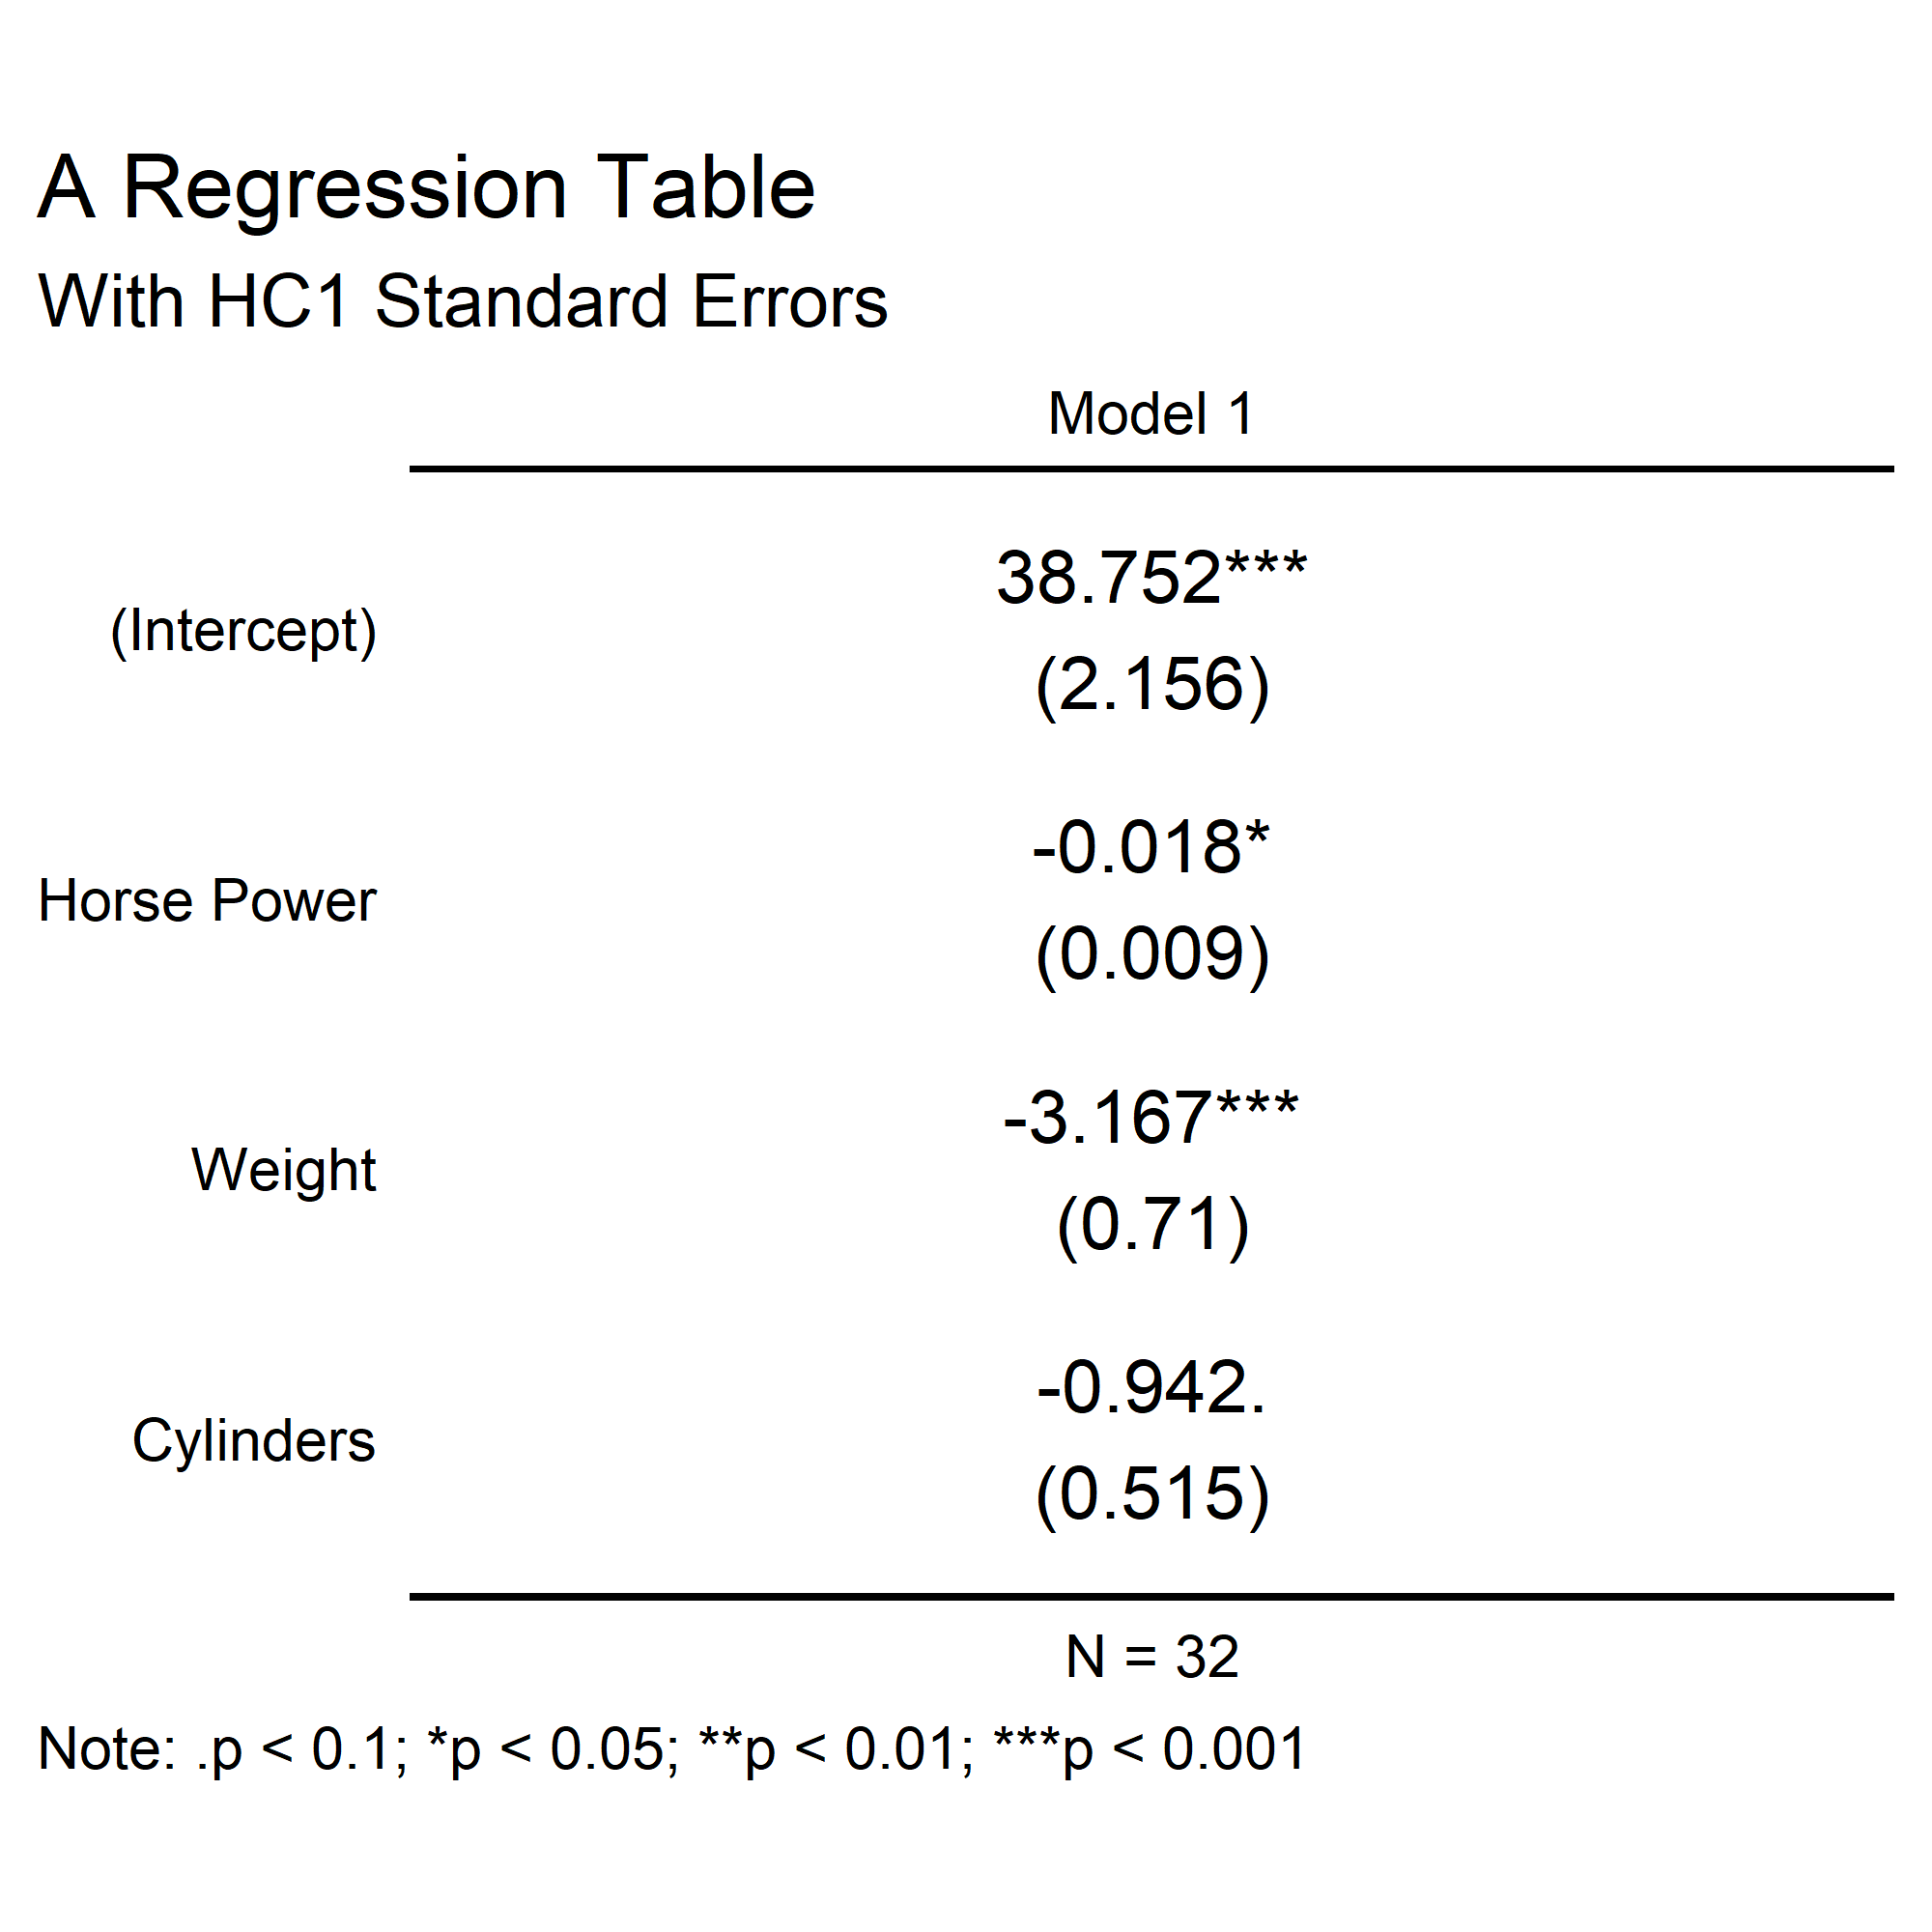 A Regression Table
With HC1 Standard Errors
Model 1
38.752***
(Intercept)
(2.156)
-0.018*
Horse Power
(0.009)
-3.167***
Weight
(0.71)
-0.942.
Cylinders
(0.515)
N = 32
Note: .p < 0.1; *p < 0.05; **p < 0.01; ***p < 0.001